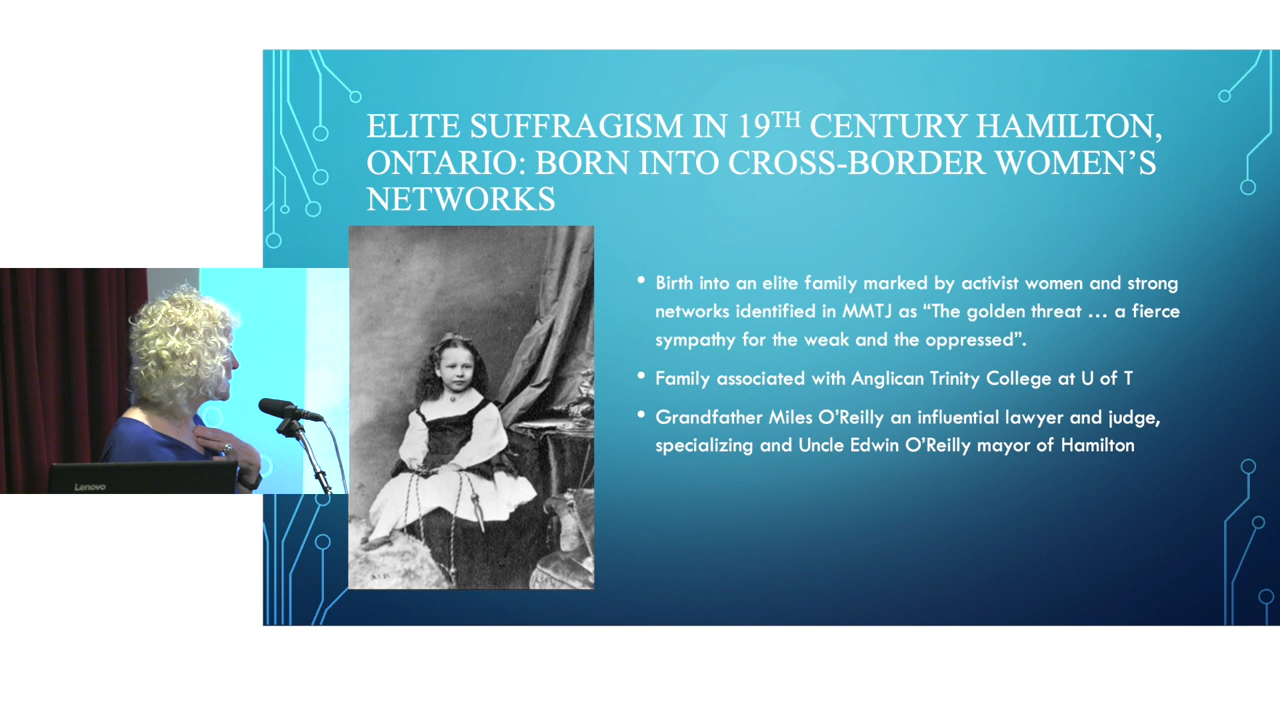 ELITE SUFFRAGISM IN 19TH CENTURY HAMILTON,
ONTARIO: BORN INTO CROSS-BORDER WOMEN’S
NETWORKS
• Birth into an elite family marked by activist women and strong
networks identified in MMTJ as “The golden threat … a fierce
sympathy for the weak and the oppressed”.
• Family associated with Anglican Trinity College at U of T
• Grandfather Miles O’Reilly an influential lawyer and judge,
specializing and Uncle Edwin O’Reilly mayor of Hamilton
Lenovo